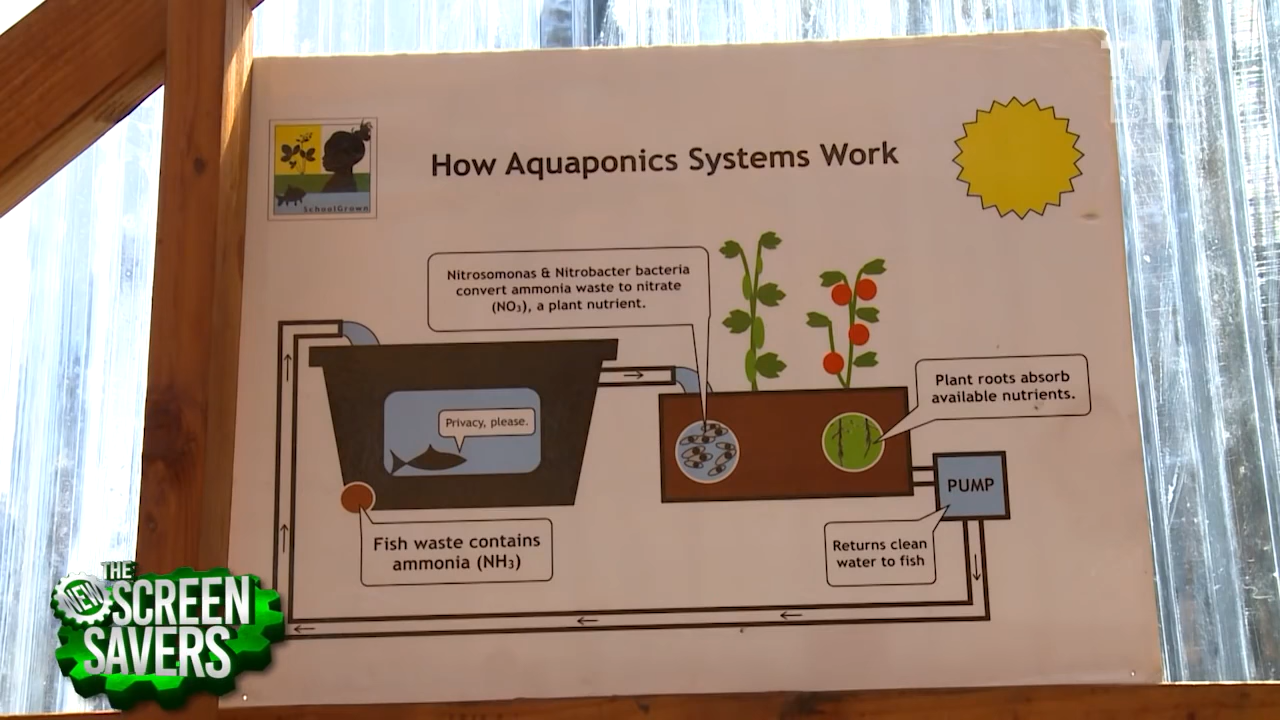 How Aquaponics Systems Work
SchoolGrown
Nitrosomonas & Nitrobacter bacteria
convert ammonia waste to nitrate
(NO₃), a plant nutrient.
Plant roots absorb
available nutrients.
Privacy, please.
PUMP
Fish waste contains
ammonia (NH₃)
Returns clean
water to fish
THE
NEW
SCREEN
SAVERS